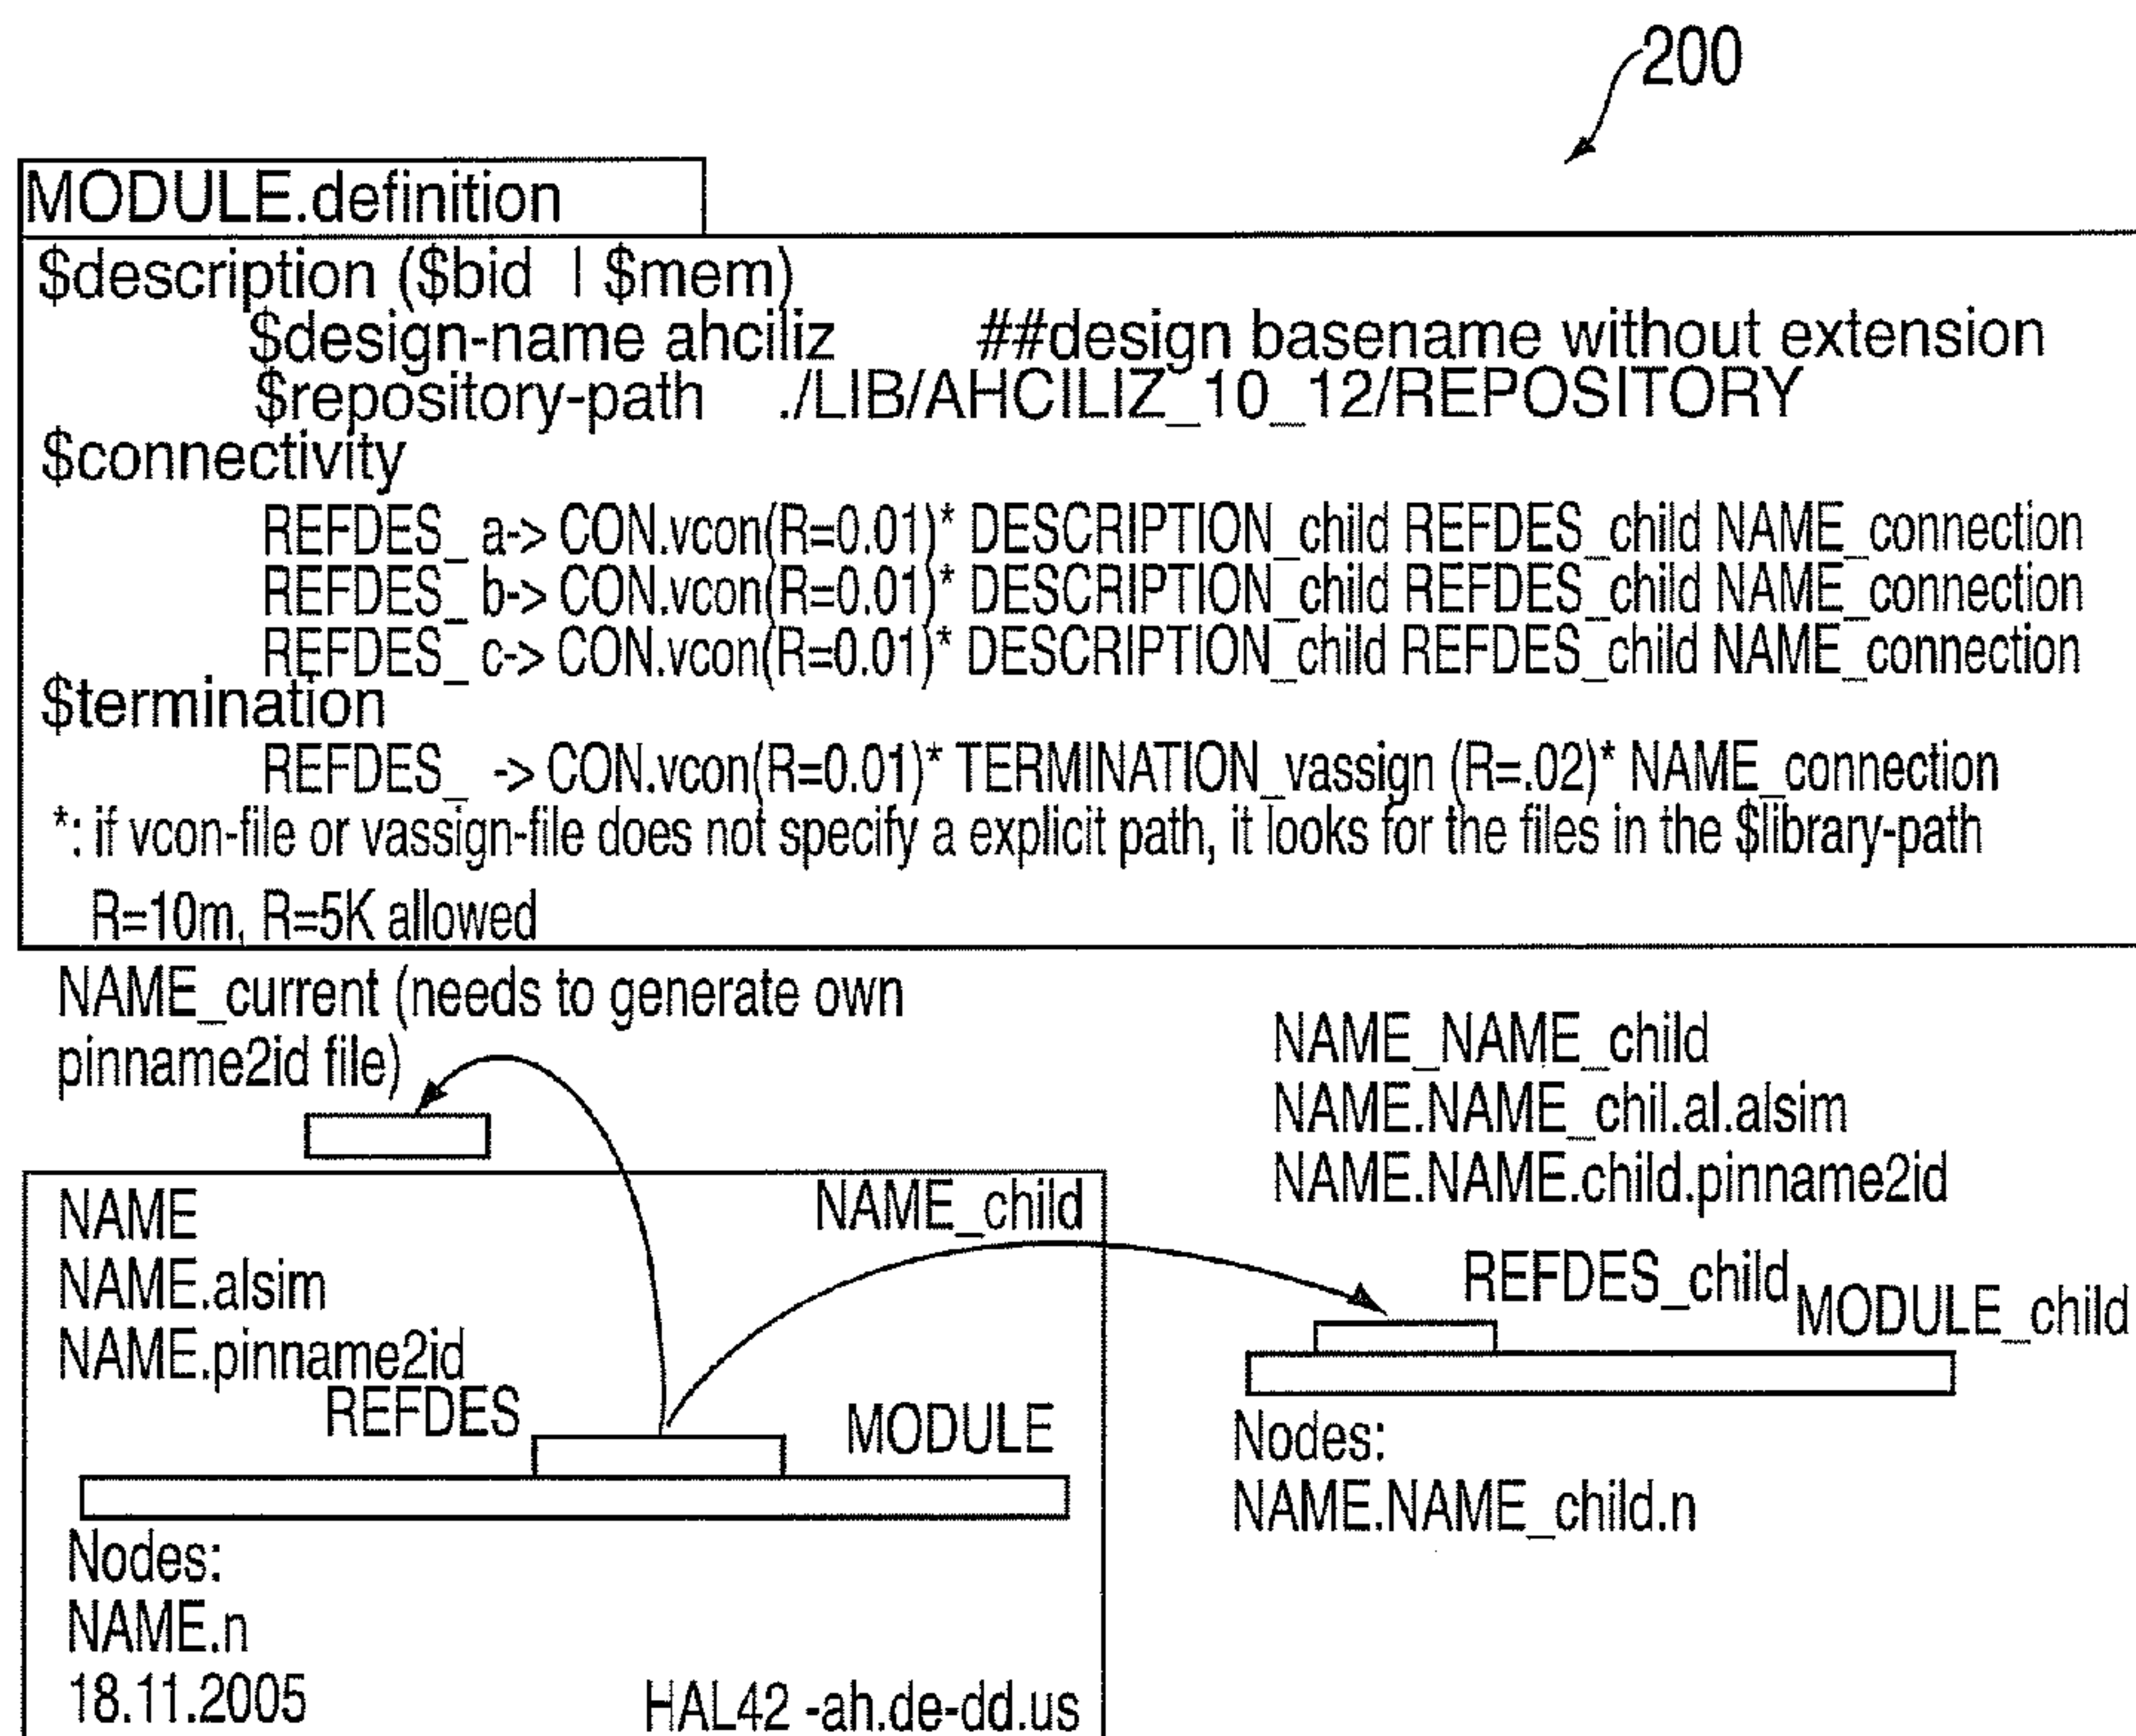 200
MODULE.definition
$description ($bid | $mem)
$design-name ahciliz ##design basename without extension
$repository-path ./LIB/AHCILIZ_10_12/REPOSITORY
$connectivity
REFDES_ a-> CON.vcon(R=0.01)* DESCRIPTION_child REFDES_child NAME_connection
REFDES_ b-> CON.vcon(R=0.01)* DESCRIPTION_child REFDES_child NAME_connection
REFDES_ c-> CON.vcon(R=0.01)* DESCRIPTION_child REFDES_child NAME_connection
$termination
REFDES_ -> CON.vcon(R=0.01)* TERMINATION_vassign (R=.02)* NAME_connection
*: if vcon-file or vassign-file does not specify a explicit path, it looks for the files in the $library-path
R=10m, R=5K allowed
NAME_current (needs to generate own
pinname2id file)
NAME_NAME_child
NAME.NAME_chil.al.alsim
NAME.NAME.child.pinname2id
NAME
NAME_child
NAME.alsim
NAME.pinname2id
REFDES
MODULE
REFDES_child
MODULE_child
Nodes:
NAME.NAME_child.n
Nodes:
NAME.n
18.11.2005
HAL42 -ah.de-dd.us